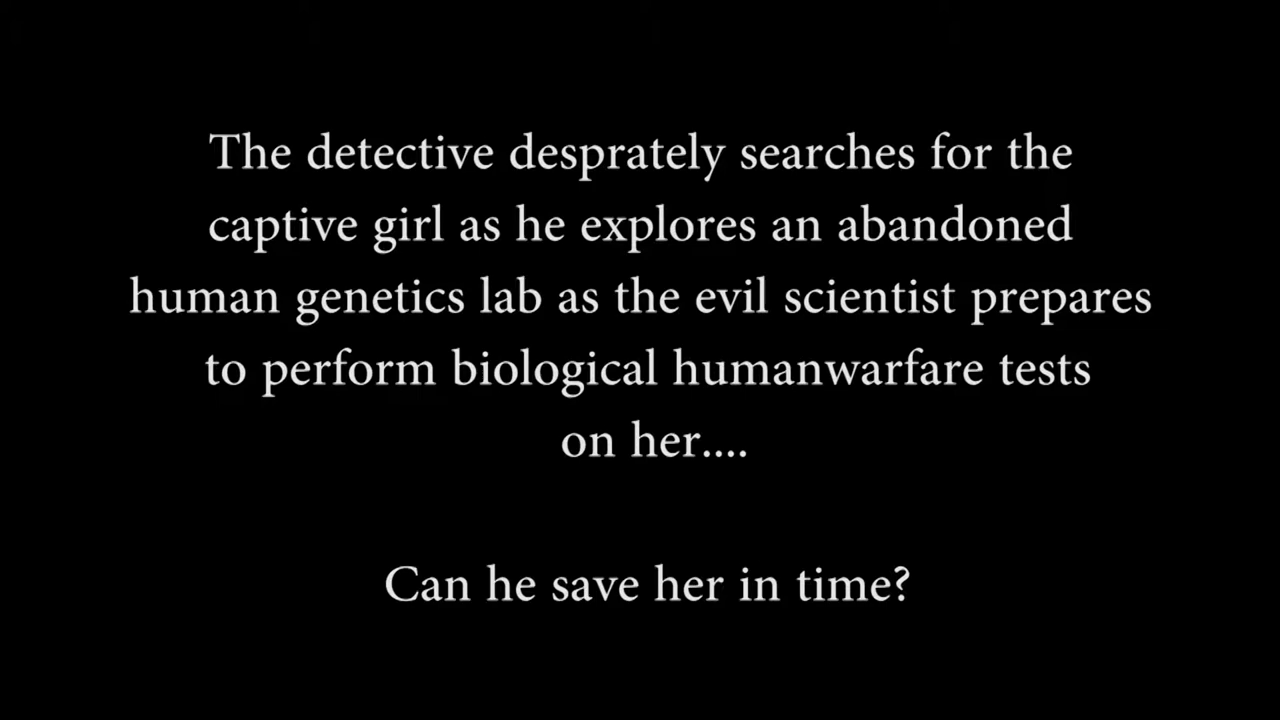 The detective desprately searches for the
captive girl as he explores an abandoned
human genetics lab as the evil scientist prepares
to perform biological humanwarfare tests
on her....
Can he save her in time?